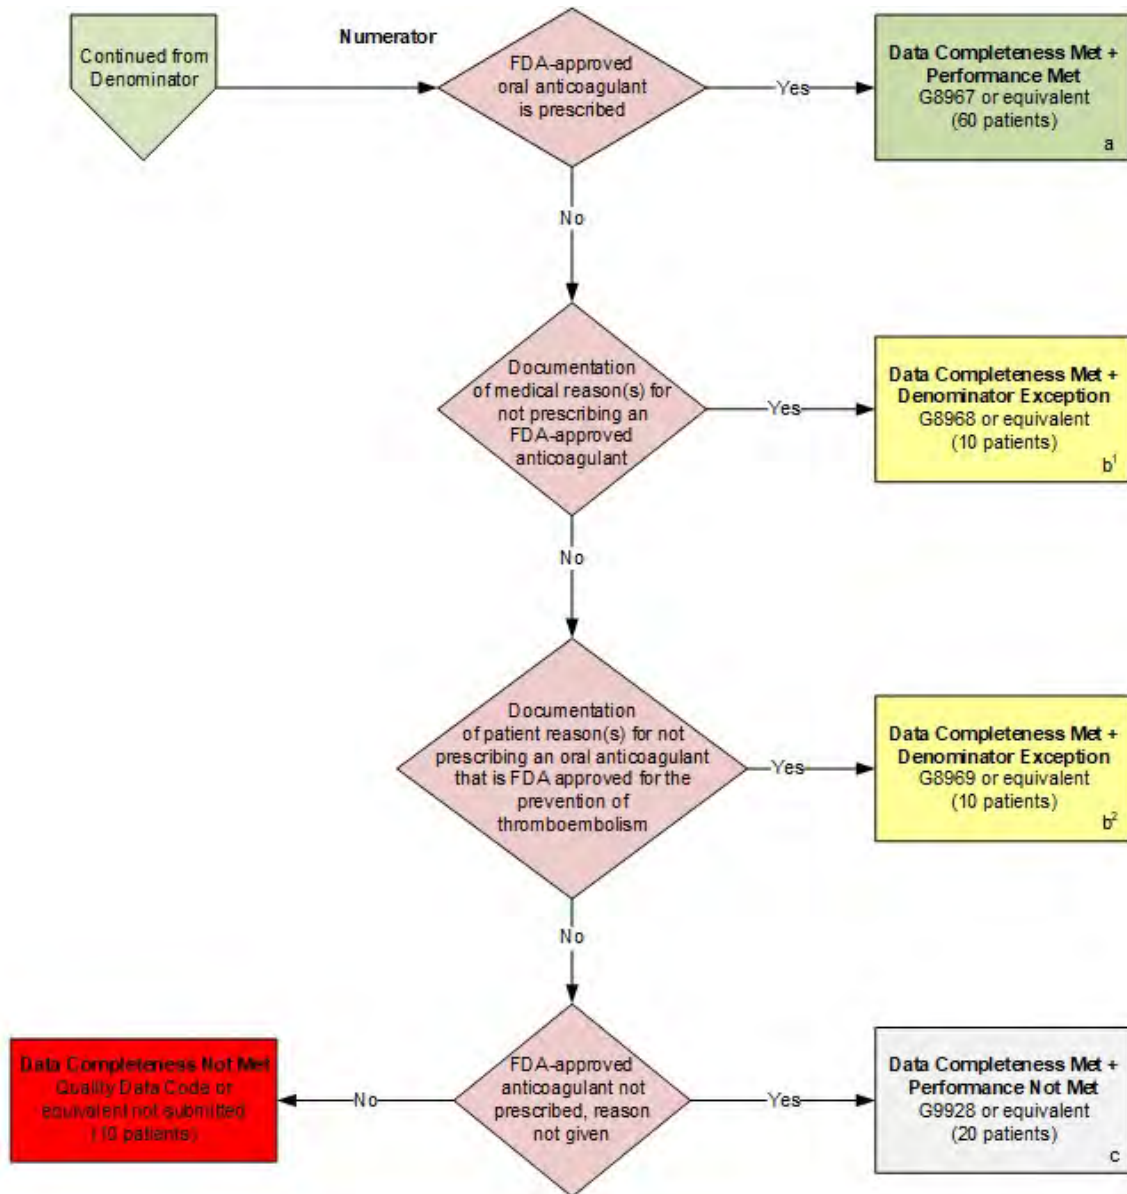 Continued from
Denominator
Numerator
FDA-approved
oral anticoagulant
is prescribed
Yes
Data Completeness Met +
Performance Met
G8967 or equivalent
(60 patients)
a
No
Documentation
of medical reason(s) for
not prescribing an
FDA-approved
anticoagulant
Yes
Data Completeness Met +
Denominator Exception
G8968 or equivalent
(10 patients)
b¹
No
Documentation
of patient reason(s) for not
prescribing an oral anticoagulant
that is FDA approved for the
prevention of
thromboembolism
Yes
Data Completeness Met +
Denominator Exception
G8969 or equivalent
(10 patients)
b²
No
Data Completeness Not Met
Quality Data Code or
equivalent not submitted
(10 patients)
No
FDA-approved
anticoagulant not
prescribed, reason
not given
Yes
Data Completeness Met +
Performance Not Met
G9928 or equivalent
(20 patients)
c